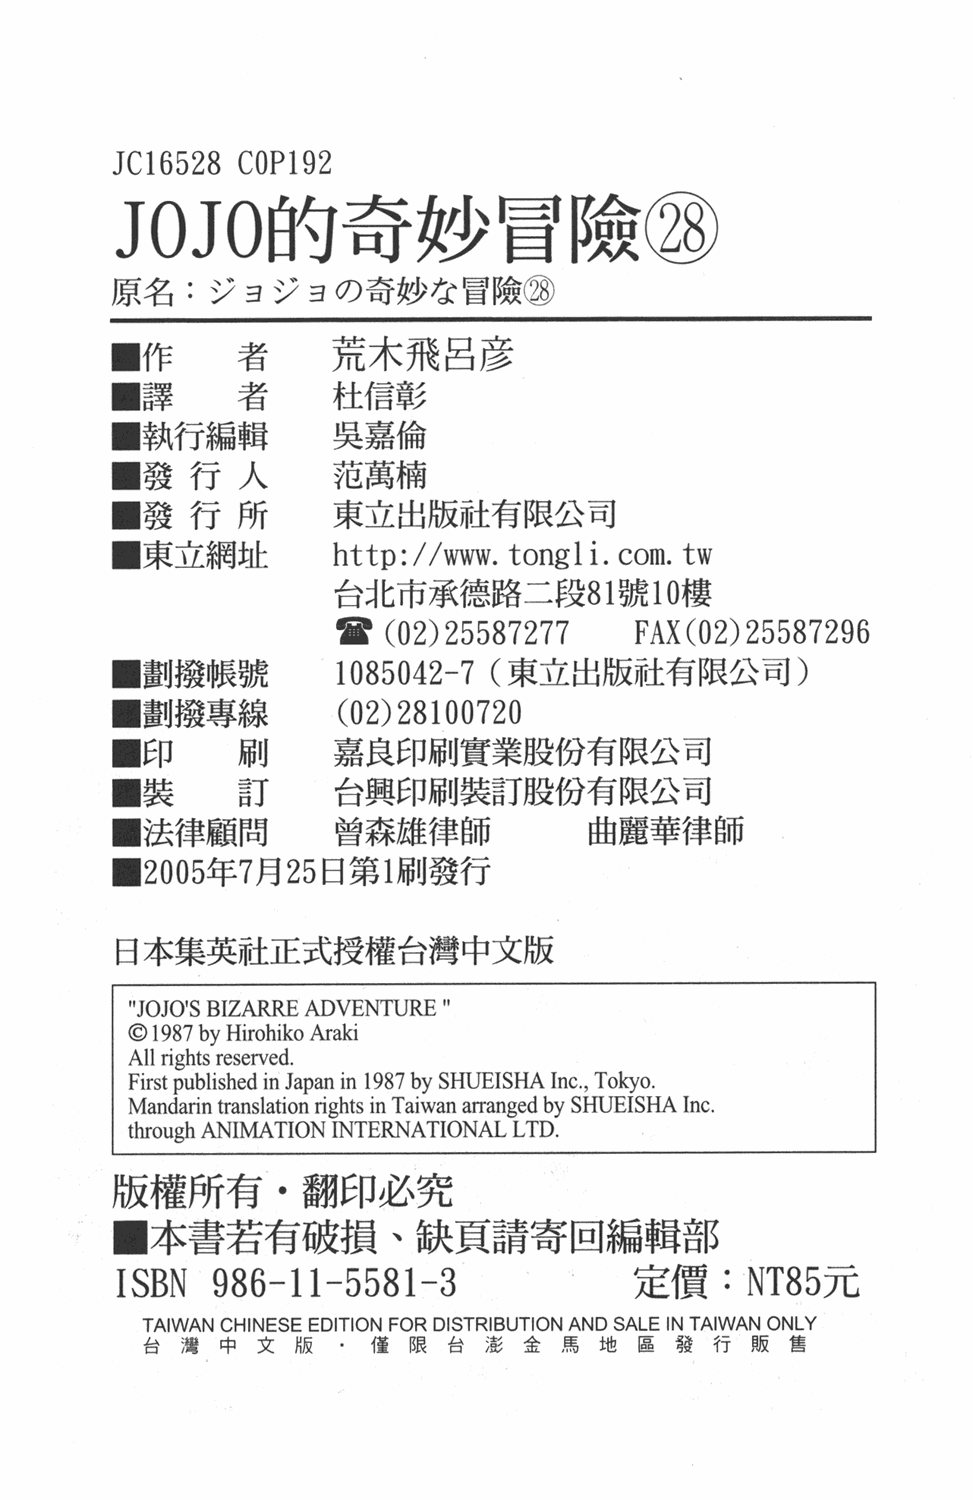 JC16528 COP192
JOJO的奇妙冒險㉘
原名：ジョジョの奇妙な冒險㉘
■作　　者　荒木飛呂彦
■譯　　者　杜信彰
■執行編輯　吳嘉倫
■發 行 人　范萬楠
■發 行 所　東立出版社有限公司
■東立網址　http://www.tongli.com.tw
台北市承德路二段81號10樓
☎(02)25587277　FAX(02)25587296
■劃撥帳號　1085042-7（東立出版社有限公司）
■劃撥專線　(02)28100720
■印　　刷　嘉良印刷實業股份有限公司
■裝　　訂　台興印刷裝訂股份有限公司
■法律顧問　曾森雄律師　曲麗華律師
■2005年7月25日第1刷發行
日本集英社正式授權台灣中文版
"JOJO'S BIZARRE ADVENTURE "
©1987 by Hirohiko Araki
All rights reserved.
First published in Japan in 1987 by SHUEISHA Inc., Tokyo.
Mandarin translation rights in Taiwan arranged by SHUEISHA Inc.
through ANIMATION INTERNATIONAL LTD.
版權所有・翻印必究
■本書若有破損、缺頁請寄回編輯部
ISBN 986-11-5581-3　定價：NT85元
TAIWAN CHINESE EDITION FOR DISTRIBUTION AND SALE IN TAIWAN ONLY
台灣中文版・僅限台澎金馬地區發行販售